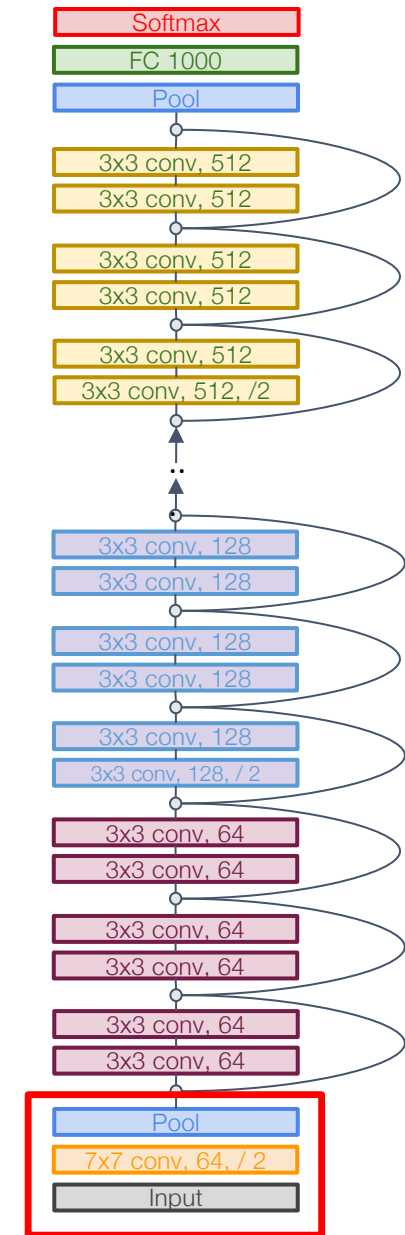 Softmax
FC 1000
Pool
3x3 conv, 512
3x3 conv, 512
3x3 conv, 512
3x3 conv, 512
3x3 conv, 512
3x3 conv, 512, /2
..
3x3 conv, 128
3x3 conv, 128
3x3 conv, 128
3x3 conv, 128
3x3 conv, 128
3x3 conv, 128, / 2
3x3 conv, 64
3x3 conv, 64
3x3 conv, 64
3x3 conv, 64
3x3 conv, 64
3x3 conv, 64
Pool
7x7 conv, 64, / 2
Input